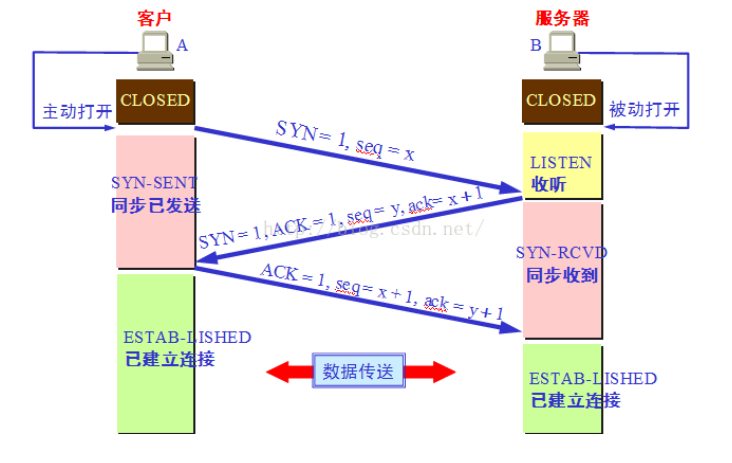 客户
服务器
A
B
CLOSED
CLOSED
主动打开
被动打开
SYN= 1, seq = x
LISTEN
收听
SYN-SENT
同步已发送
SYN= 1, ACK = 1, seq= y, ack= x + 1
http://blog.csdn.net/
SYN-RCVD
同步收到
ACK = 1, seq= x + 1, ack = y + 1
ESTAB-LISHED
已建立连接
数据传送
ESTAB-LISHED
已建立连接